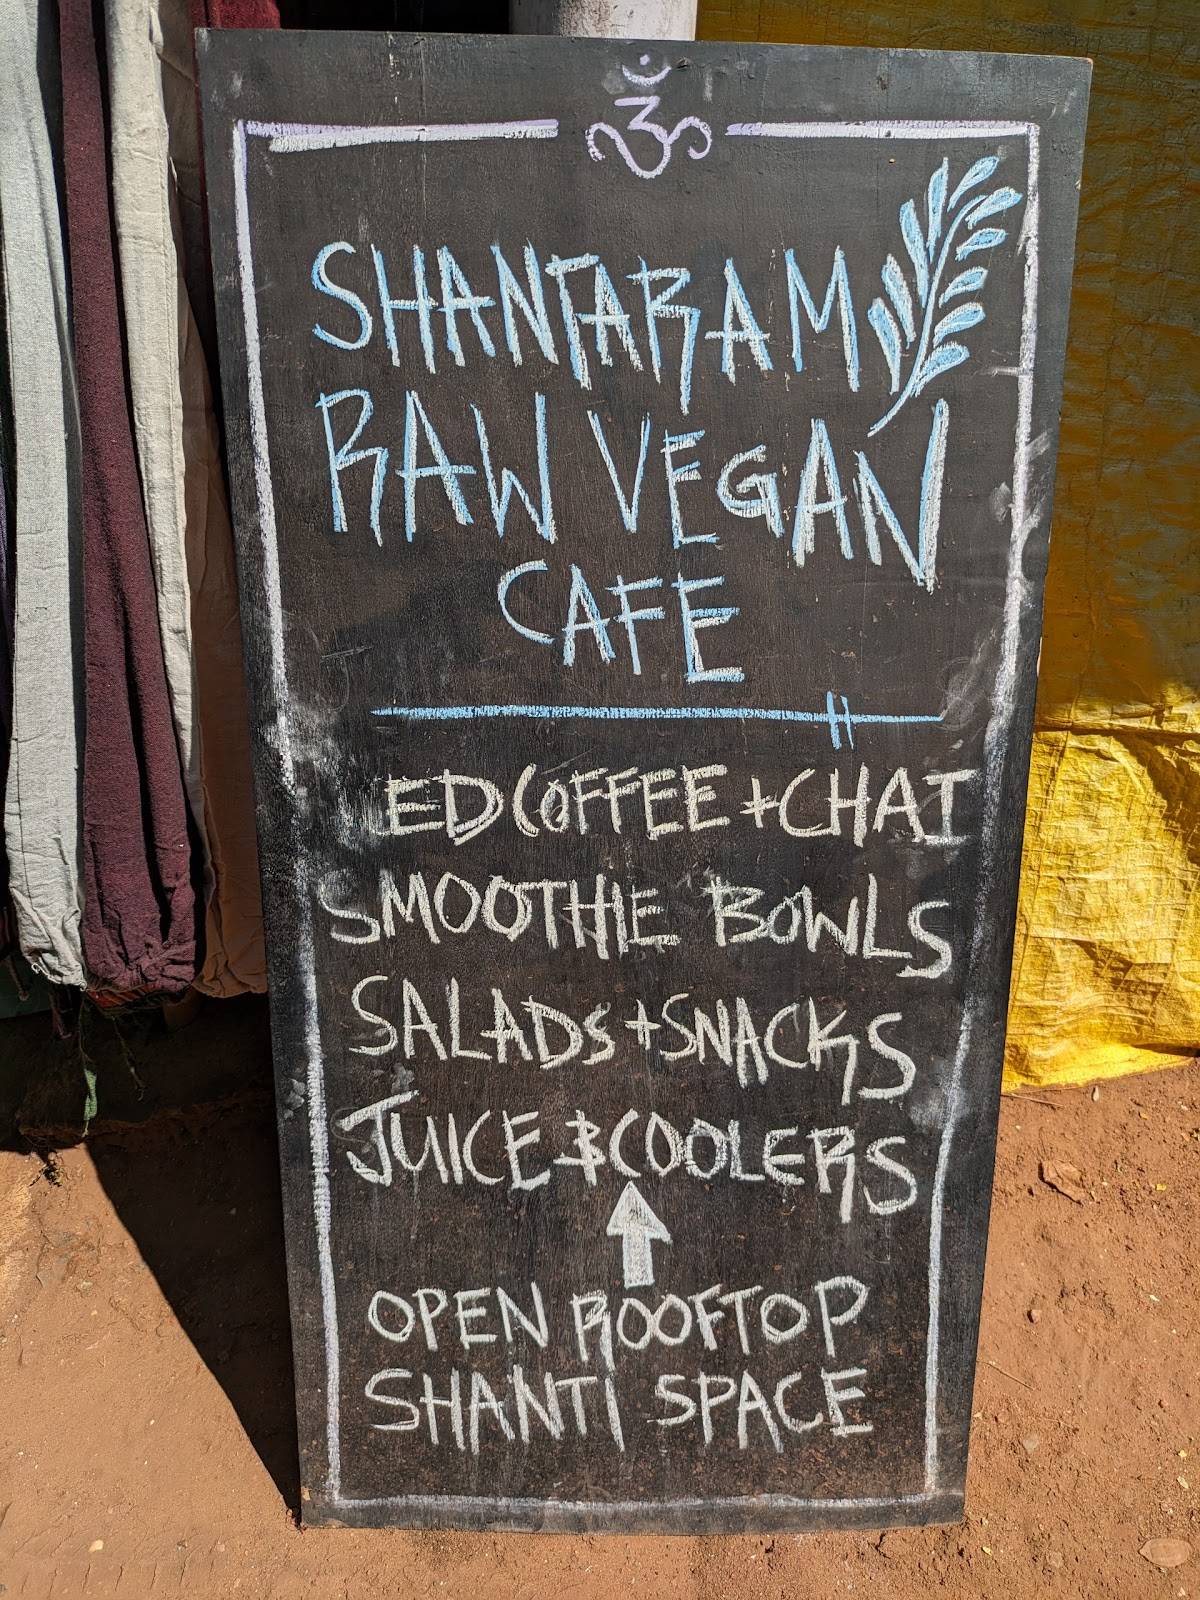 ॐ
SHANTARAM
RAW VEGAN
CAFE
COFFEE + CHAI
SMOOTHIE BOWLS
SALADS + SNACKS
JUICE & COOLERS
OPEN ROOFTOP
SHANTI SPACE